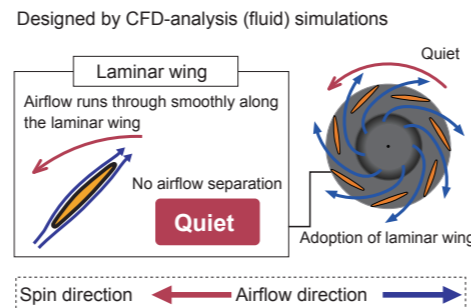 Designed by CFD-analysis (fluid) simulations
Laminar wing
Airflow runs through smoothly along
the laminar wing
No airflow separation
Quiet
Quiet
Adoption of laminar wing
Spin direction
Airflow direction